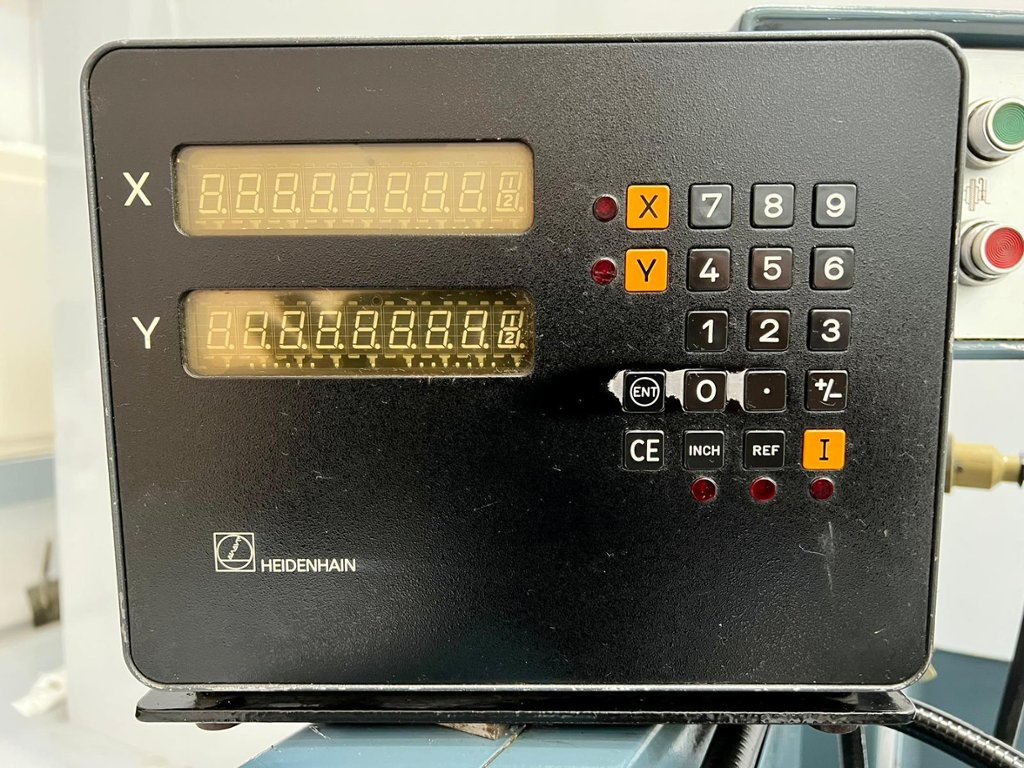 X
Y
X 7 8 9
Y 4 5 6
1 2 3
ENT 0 . +/-
CE INCH REF I
HEIDENHAIN